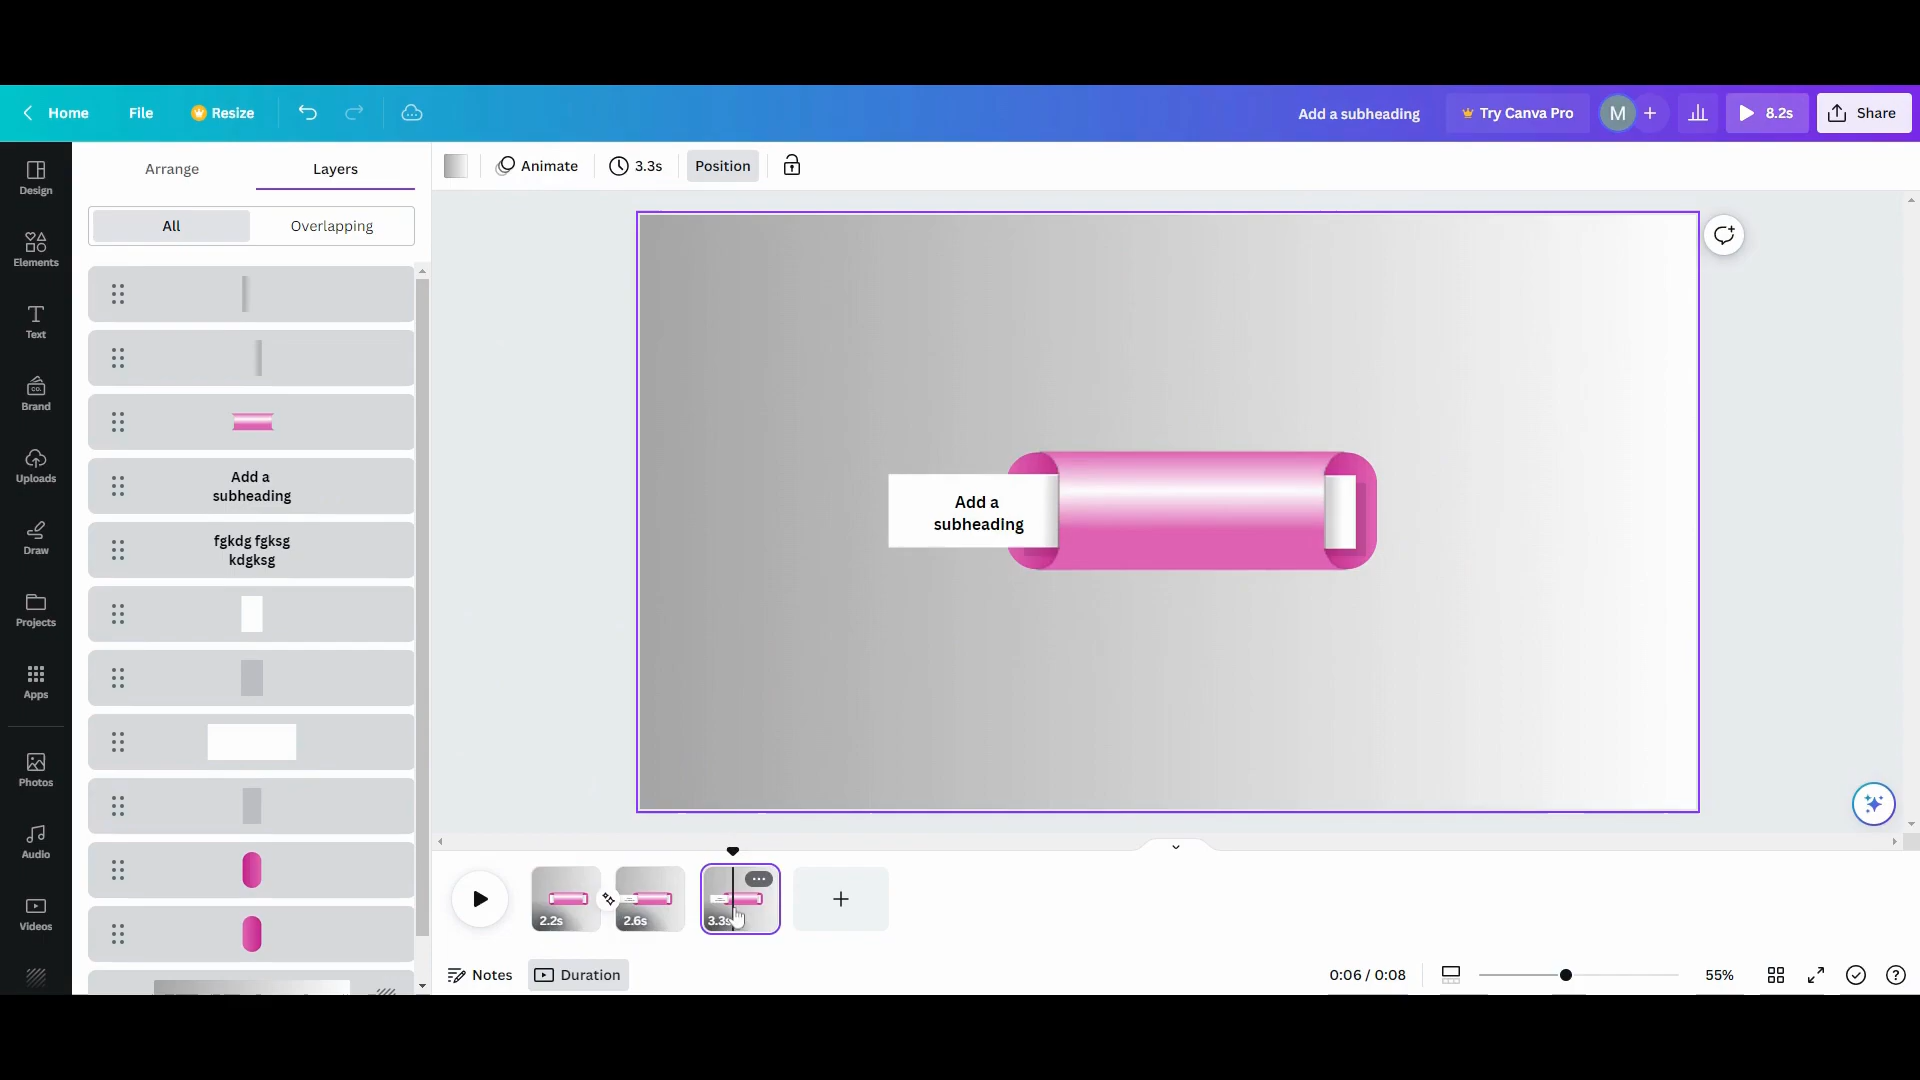 Home
File
Resize
Add a subheading
Try Canva Pro
M
8.2s
Share
Design
Elements
Text
Brand
CO.
Uploads
Draw
Projects
Apps
Photos
Audio
Videos
Arrange
Layers
All
Overlapping
Add a
subheading
fgkdg fgksg
kdgksg
Animate
3.3s
Position
Add a
subheading
2.2s
2.6s
3.3s
Notes
Duration
0:06 / 0:08
55%